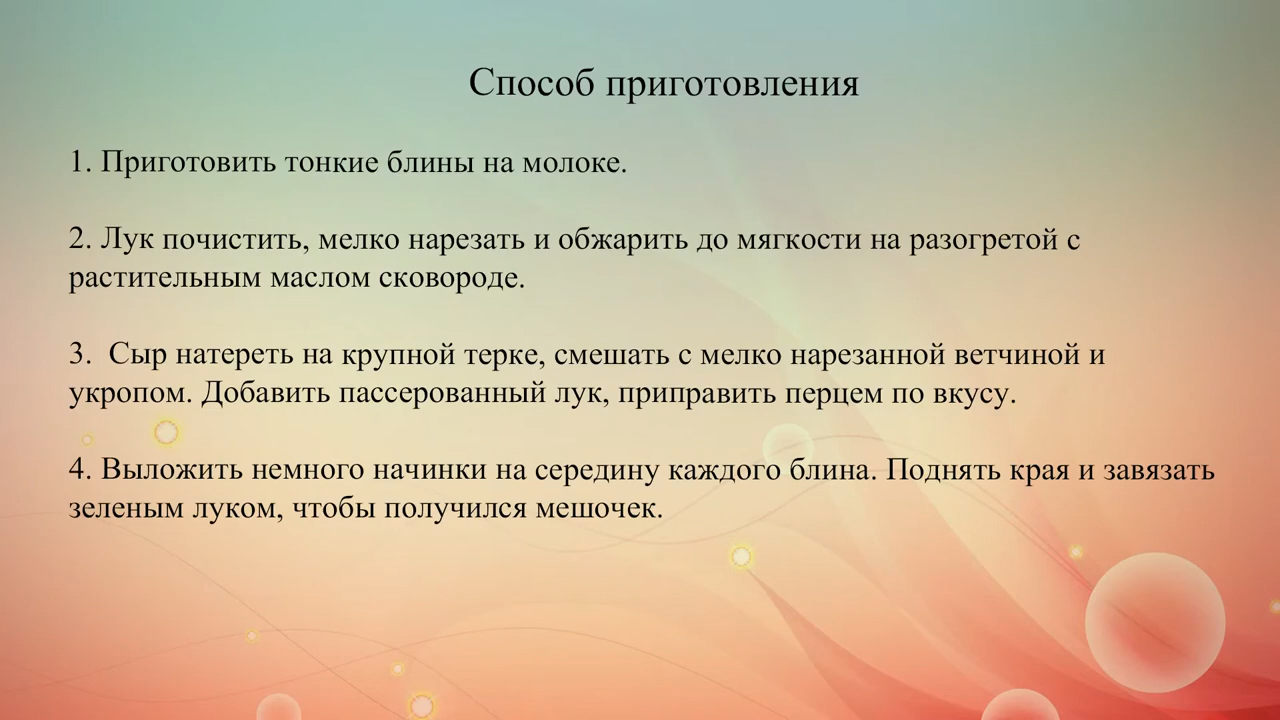 Способ приготовления
1. Приготовить тонкие блины на молоке.
2. Лук почистить, мелко нарезать и обжарить до мягкости на разогретой с
растительным маслом сковороде.
3.  Сыр натереть на крупной терке, смешать с мелко нарезанной ветчиной и
укропом. Добавить пассерованный лук, приправить перцем по вкусу.
4. Выложить немного начинки на середину каждого блина. Поднять края и завязать
зеленым луком, чтобы получился мешочек.